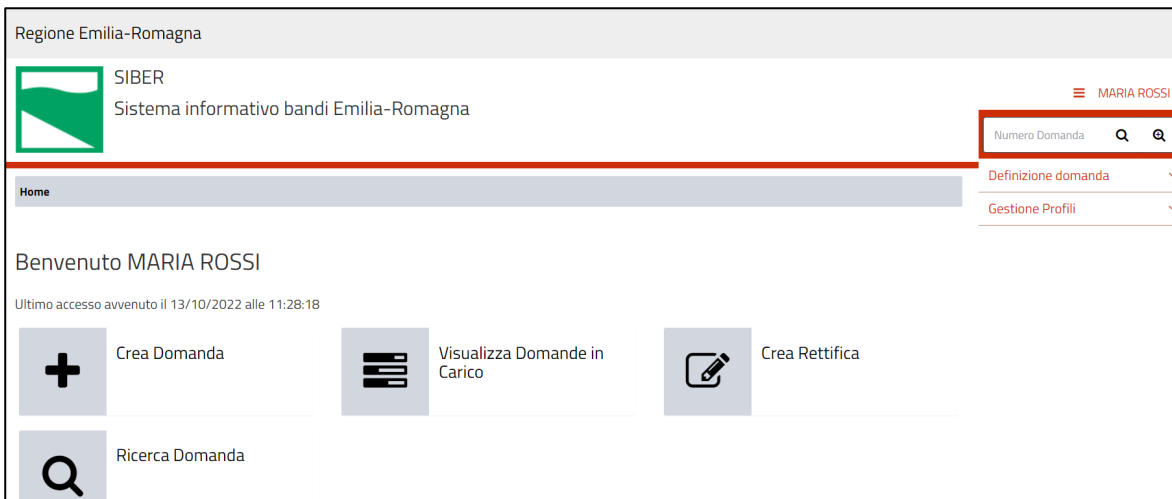 Regione Emilia-Romagna
SIBER
Sistema informativo bandi Emilia-Romagna
MARIA ROSSI
Numero Domanda
Definizione domanda
Gestione Profili
Home
Benvenuto MARIA ROSSI
Ultimo accesso avvenuto il 13/10/2022 alle 11:28:18
Crea Domanda
Visualizza Domande in
Carico
Crea Rettifica
Ricerca Domanda